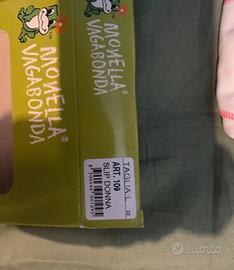 MONELLA®
VAGABONDA
MONELLA®
VAGABONDA
TAGLIA L
ART. 109
SLIP DONNA
subito